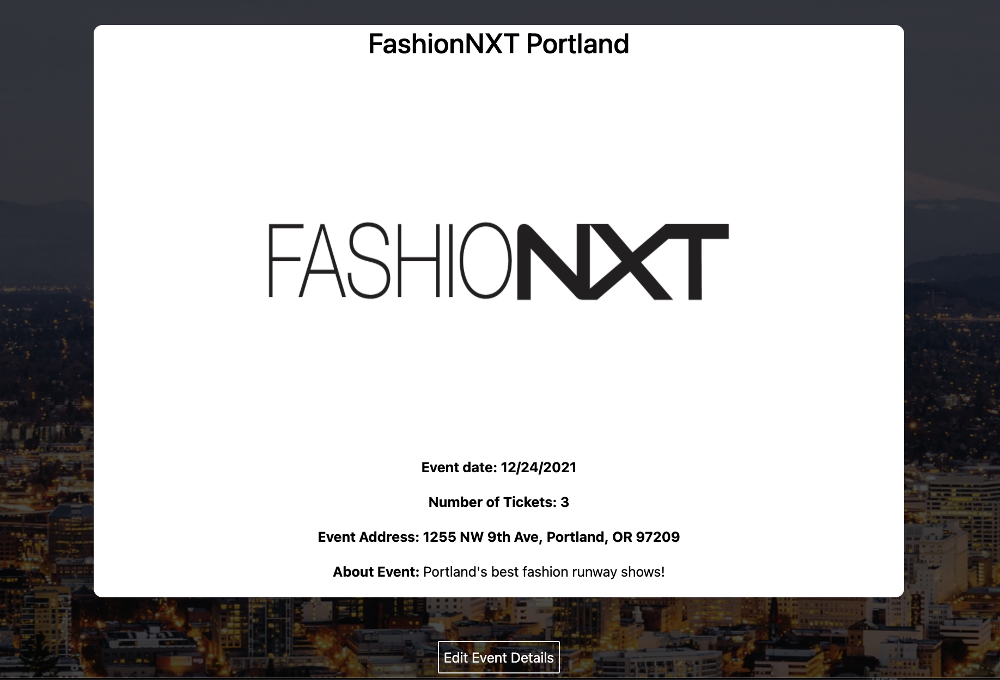 FashionNXT Portland
FASHIONXT
Event date: 12/24/2021
Number of Tickets: 3
Event Address: 1255 NW 9th Ave, Portland, OR 97209
About Event: Portland's best fashion runway shows!
Edit Event Details